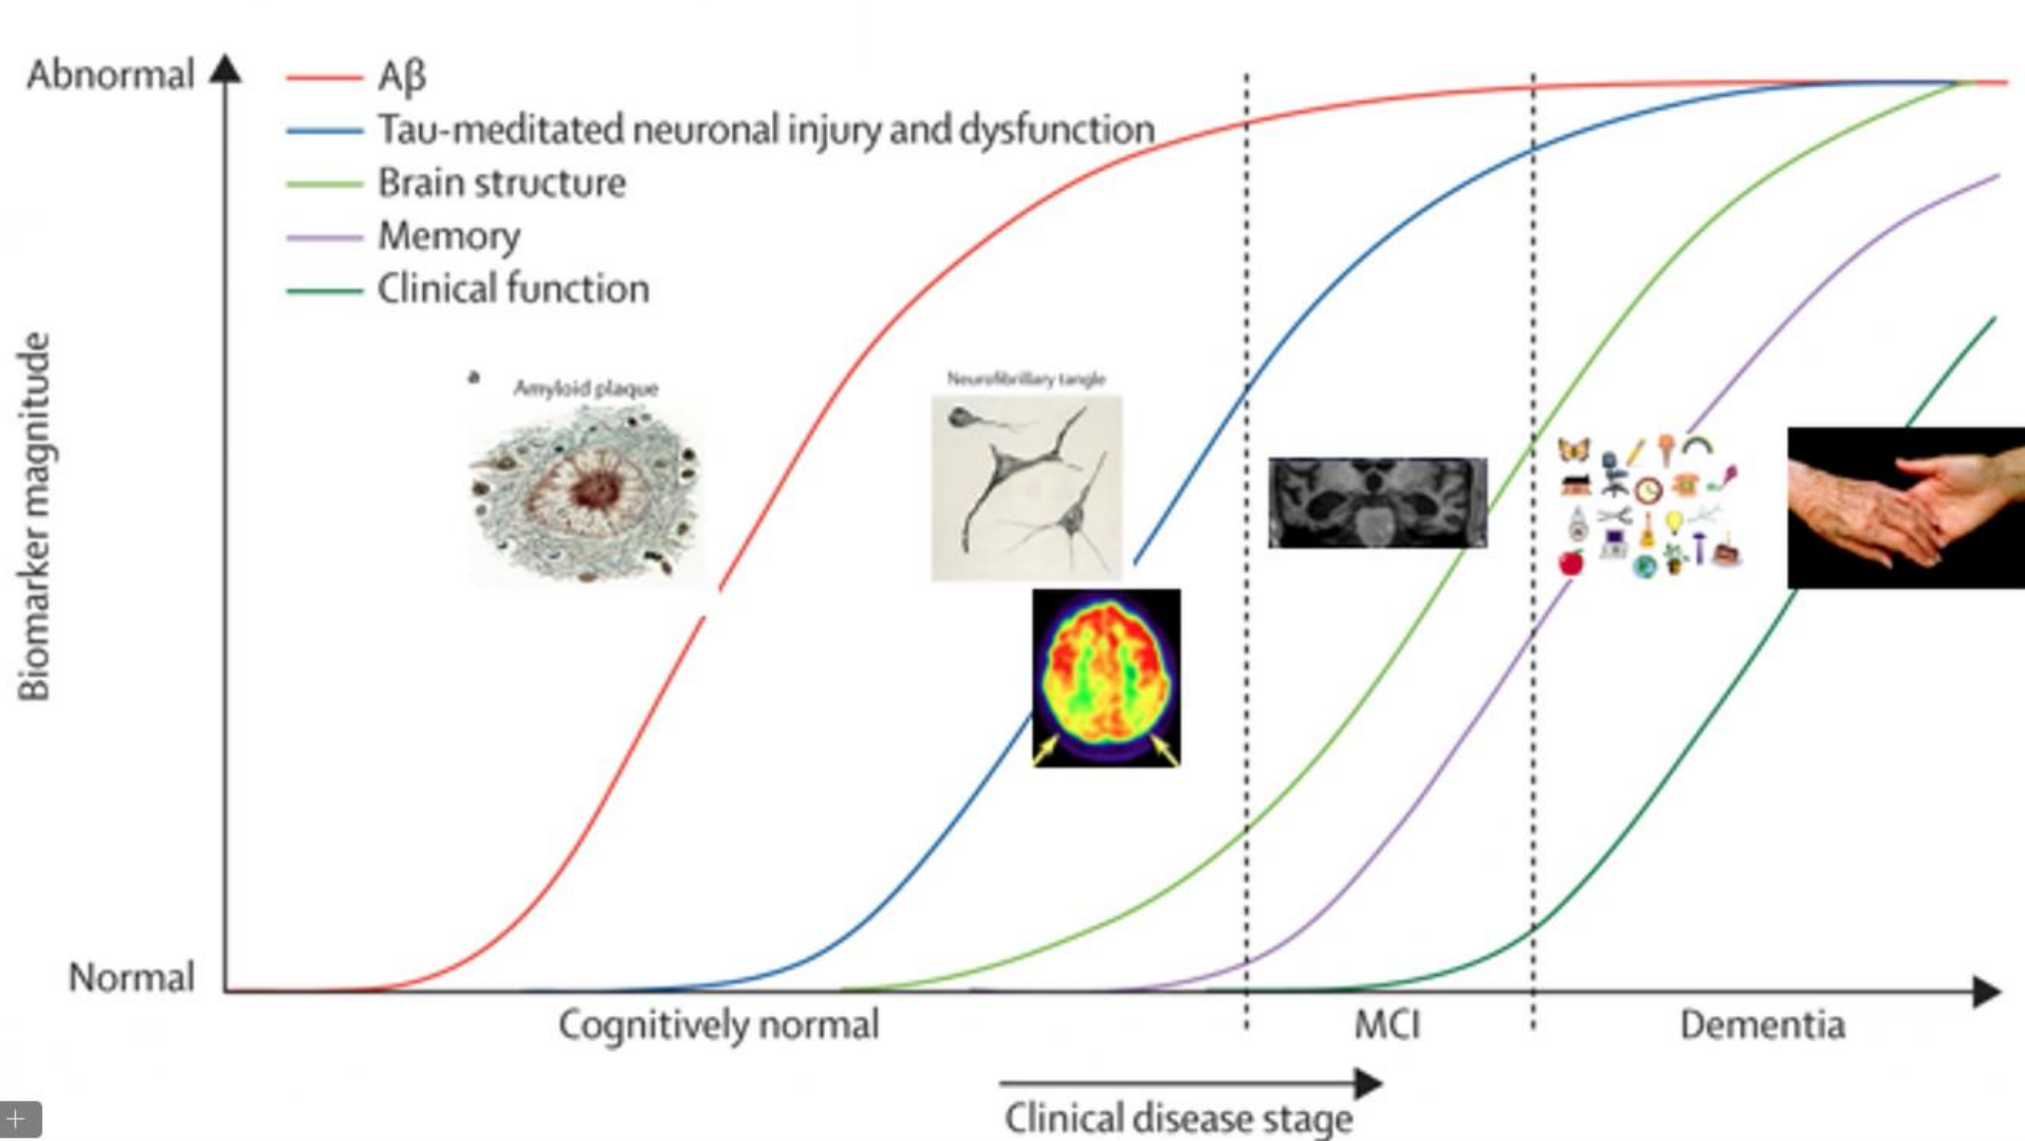 Abnormal
Aβ
Tau-meditated neuronal injury and dysfunction
Brain structure
Memory
Clinical function
Biomarker magnitude
a
Amyloid plaque
Neurofibrillary tangle
Normal
Cognitively normal
MCI
Dementia
Clinical disease stage